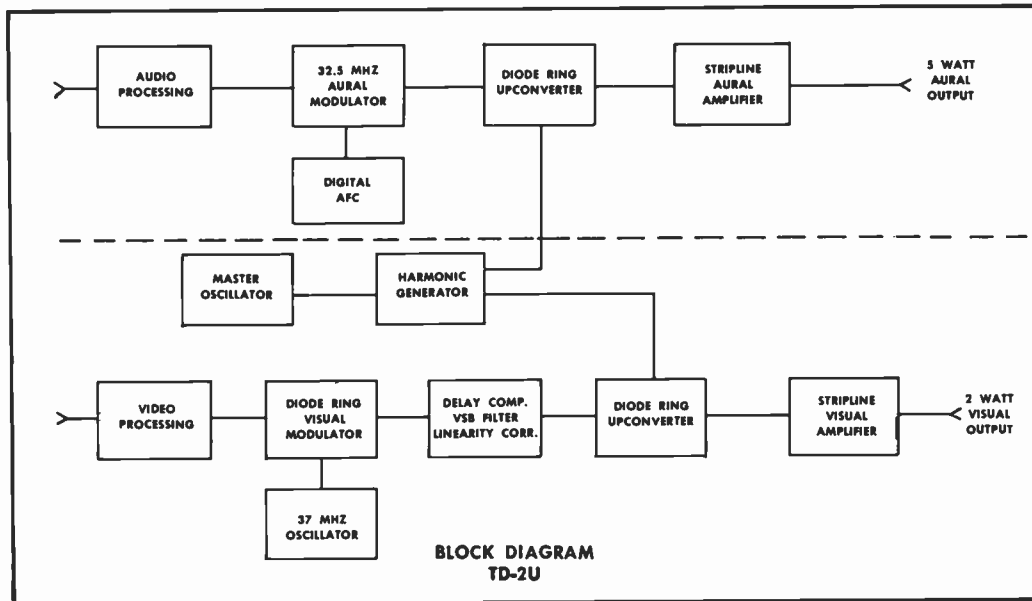 AUDIO
PROCESSING
32.5 MHZ
AURAL
MODULATOR
DIODE RING
UPCONVERTER
STRIPLINE
AURAL
AMPLIFIER
5 WATT
AURAL
OUTPUT
DIGITAL
AFC
MASTER
OSCILLATOR
HARMONIC
GENERATOR
VIDEO
PROCESSING
DIODE RING
VISUAL
MODULATOR
DELAY COMP.
VSB FILTER
LINEARITY CORR.
DIODE RING
UPCONVERTER
STRIPLINE
VISUAL
AMPLIFIER
2 WATT
VISUAL
OUTPUT
37 MHZ
OSCILLATOR
BLOCK DIAGRAM
TD-2U